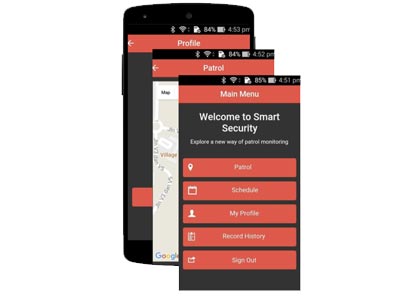 84% 4:53 pm
Profile
84% 4:52 pm
Patrol
Map
Village
Google
85% 4:51 pm
Main Menu
Welcome to Smart
Security
Explore a new way of patrol monitoring
Patrol
Schedule
My Profile
Record History
Sign Out